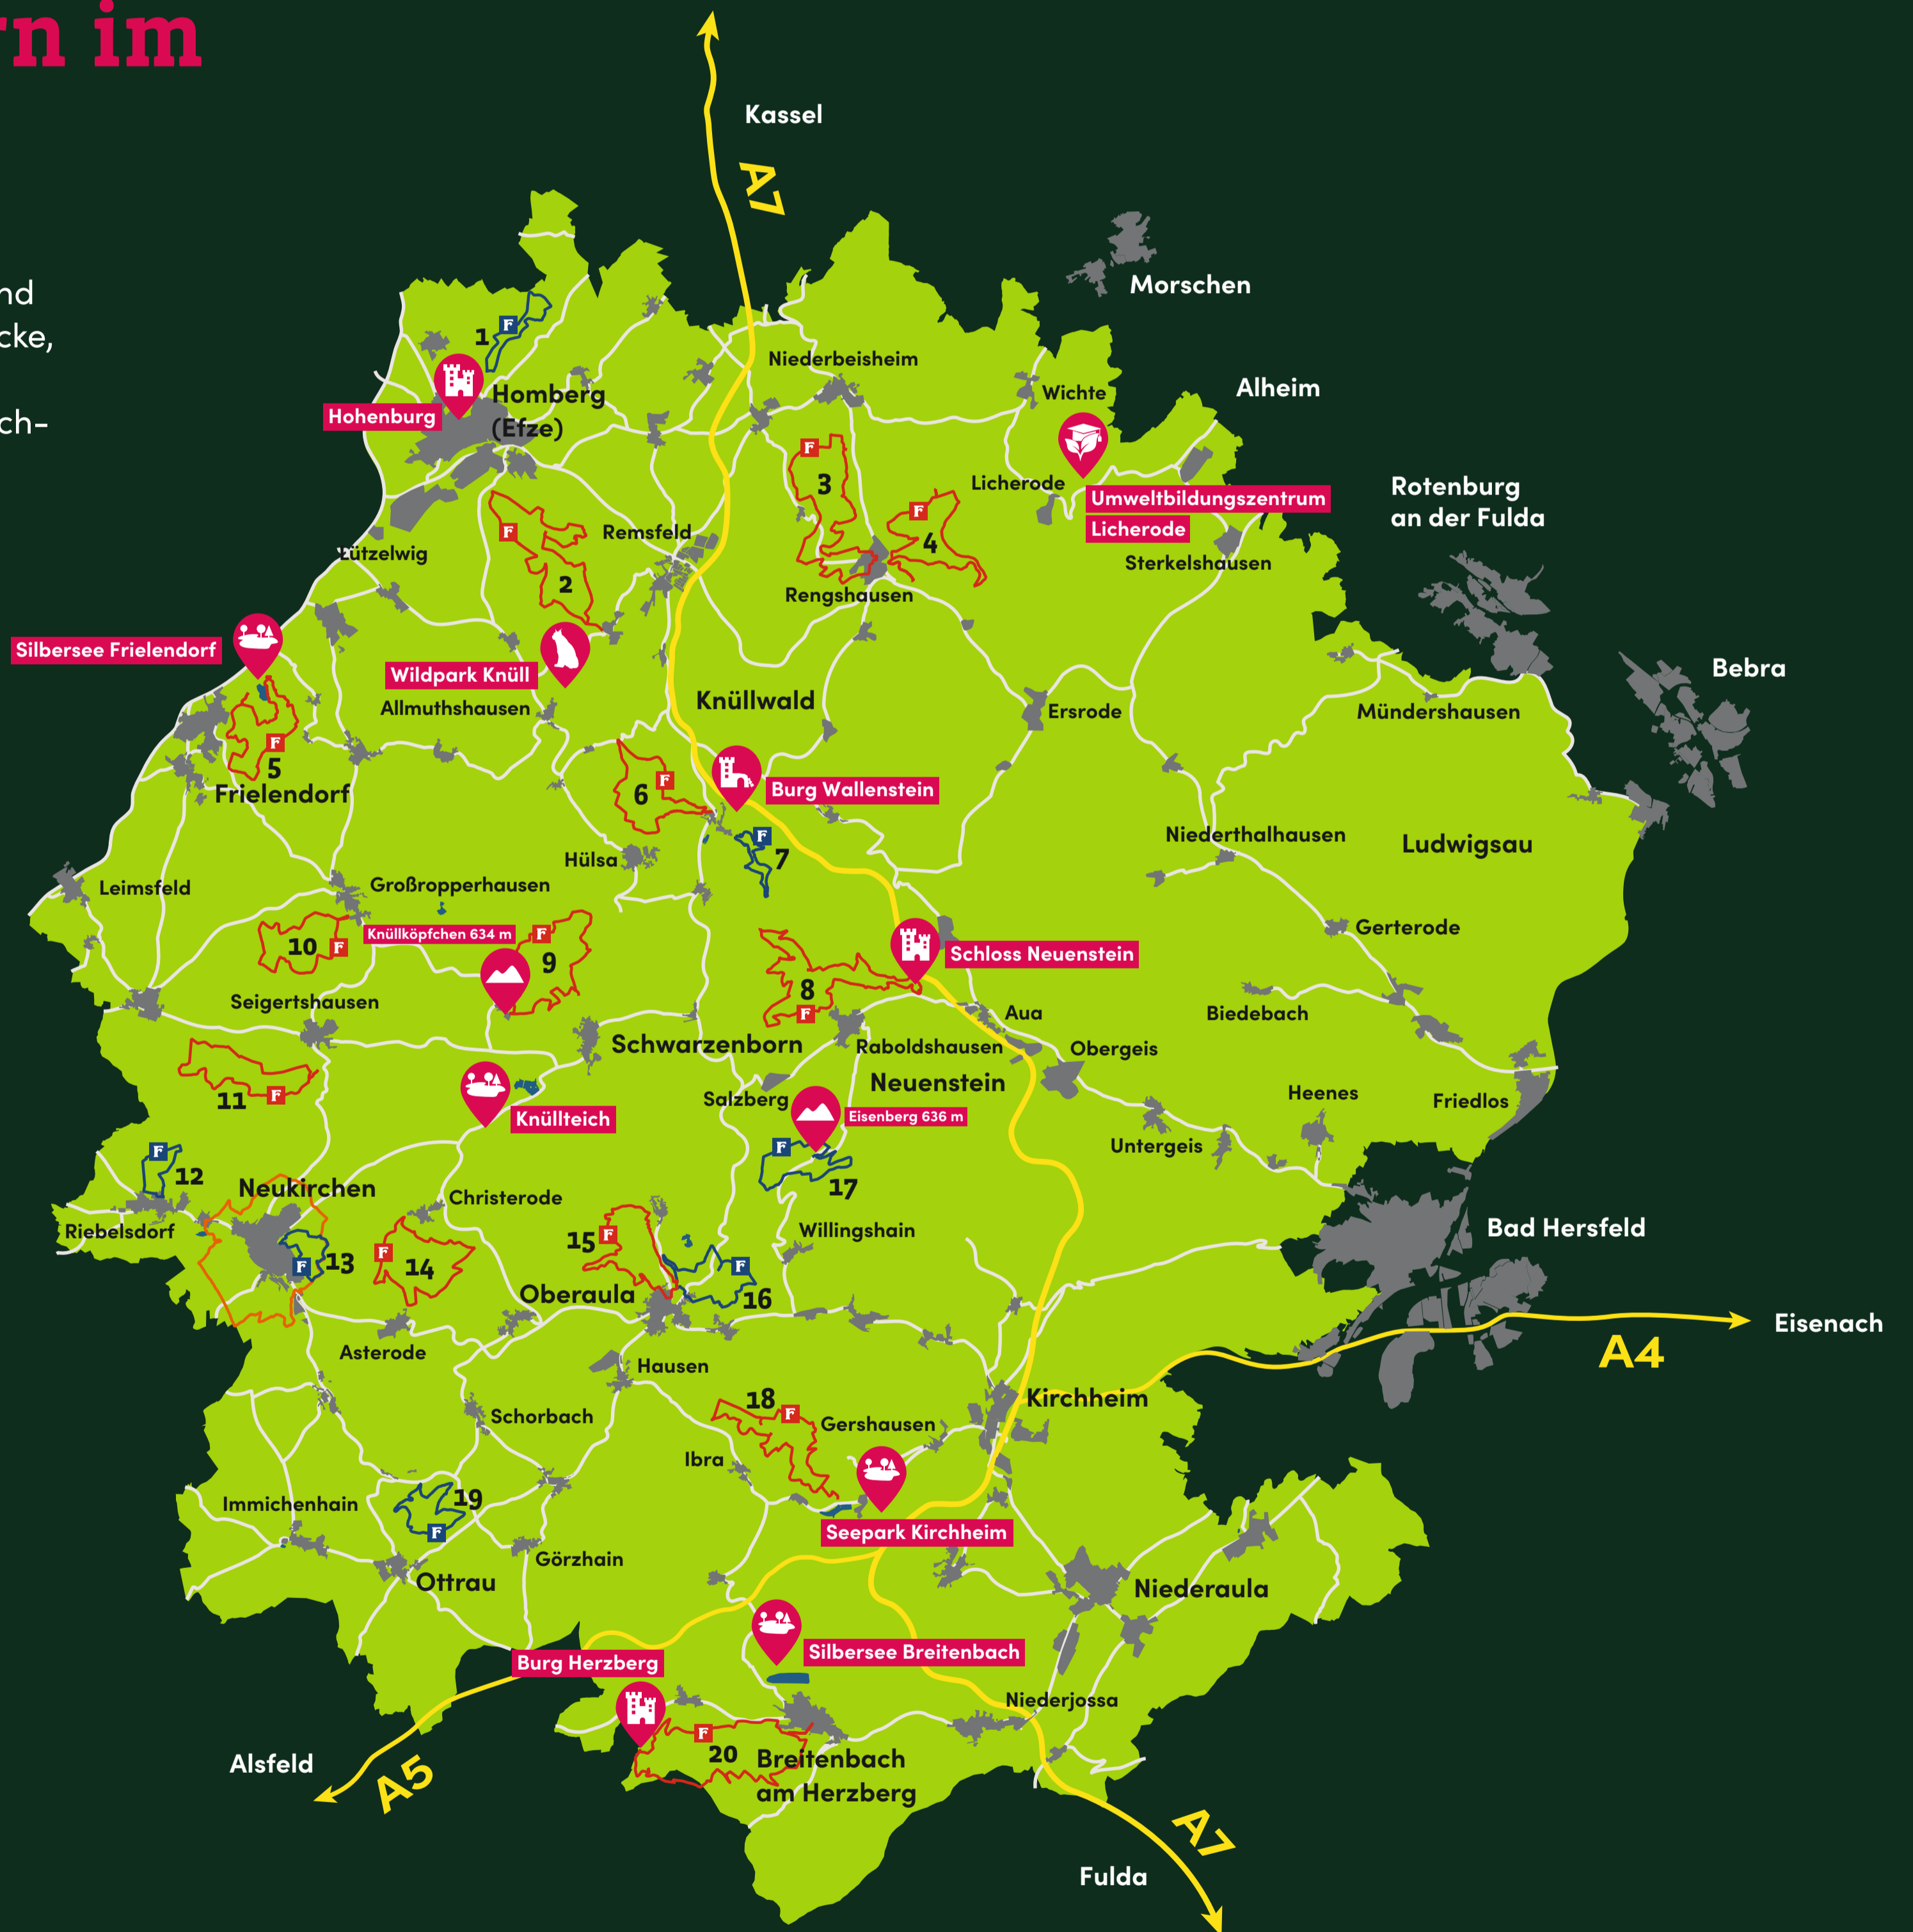 rn im
Kassel
A7
nd
cke,
ch-
Morschen
1
F
Homberg
(Efze)
Hohenburg
Niederbeisheim
Wichte
Alheim
F
3
Licherode
Umweltbildungszentrum
Licherode
Rotenburg
an der Fulda
F
4
F
2
Remsfeld
Lützelwig
Rengshausen
Sterkelshausen
Silbersee Frielendorf
Wildpark Knüll
Allmuthshausen
Knüllwald
Ersrode
Mündershausen
Bebra
F
5
Frielendorf
6
F
Burg Wallenstein
F
7
Hülsa
Niederthalhausen
Ludwigsau
Leimsfeld
Großropperhausen
Gerterode
10
F
Knüllköpfchen 634 m
F
9
Schloss Neuenstein
8
F
Seigertshausen
Biedebach
Aua
Schwarzenborn
Raboldshausen
Obergeis
Neuenstein
11
F
Knüllteich
Salzberg
Eisenberg 636 m
Heenes
Friedlos
Untergeis
F
12
F
17
Neukirchen
Christerode
Riebelsdorf
15
F
Willingshain
Bad Hersfeld
F
13
F
14
F
16
Oberaula
Eisenach
A4
Asterode
Hausen
Kirchheim
18
F
Schorbach
Gershausen
Ibra
19
F
Immichenhain
Seepark Kirchheim
Görzhain
Ottrau
Niederaula
Burg Herzberg
Silbersee Breitenbach
Niederjossa
F
20
Breitenbach
am Herzberg
Alsfeld
A5
A7
Fulda